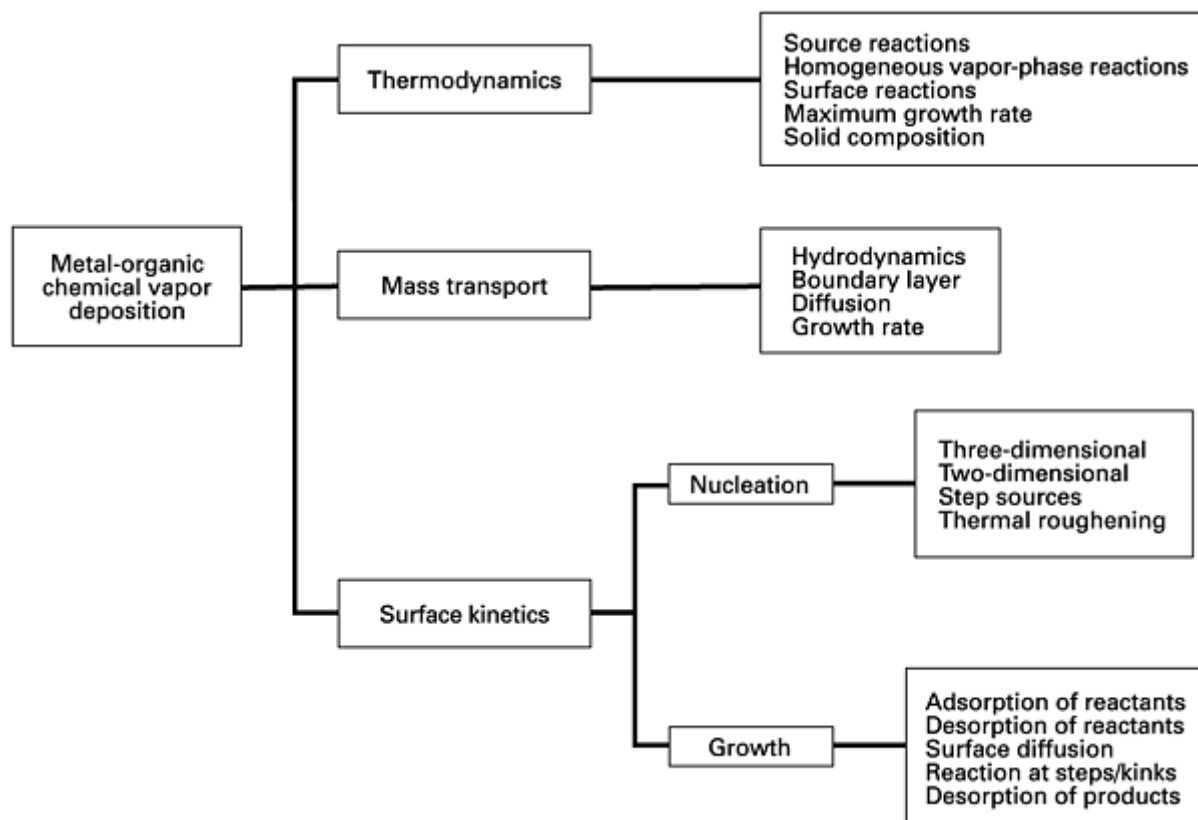 Thermodynamics
Source reactions
Homogeneous vapor-phase reactions
Surface reactions
Maximum growth rate
Solid composition
Metal-organic
chemical vapor
deposition
Mass transport
Hydrodynamics
Boundary layer
Diffusion
Growth rate
Surface kinetics
Nucleation
Three-dimensional
Two-dimensional
Step sources
Thermal roughening
Growth
Adsorption of reactants
Desorption of reactants
Surface diffusion
Reaction at steps/kinks
Desorption of products